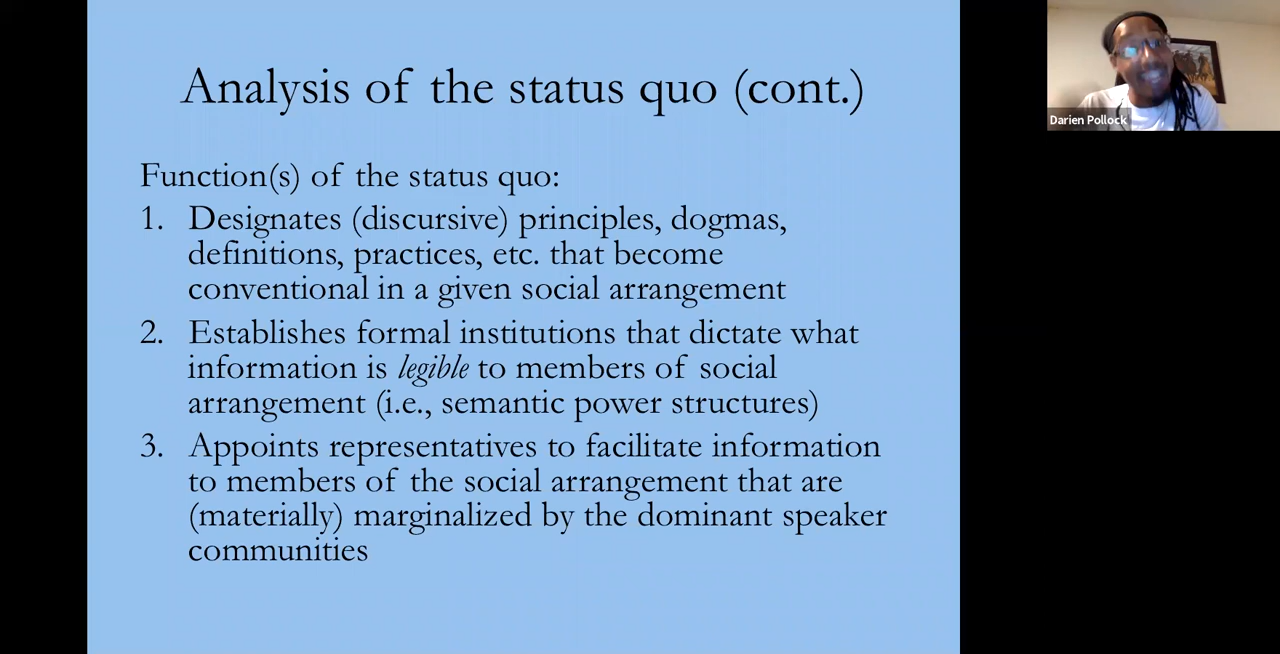 Analysis of the status quo (cont.)
Function(s) of the status quo:
1. Designates (discursive) principles, dogmas,
definitions, practices, etc. that become
conventional in a given social arrangement
2. Establishes formal institutions that dictate what
information is legible to members of social
arrangement (i.e., semantic power structures)
3. Appoints representatives to facilitate information
to members of the social arrangement that are
(materially) marginalized by the dominant speaker
communities
Darien Pollock